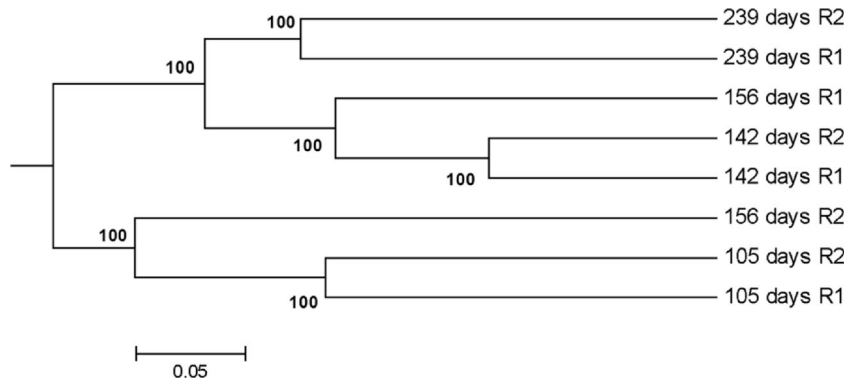 239 days R2
100
239 days R1
100
156 days R1
142 days R2
100
142 days R1
100
156 days R2
100
105 days R2
105 days R1
100
0.05